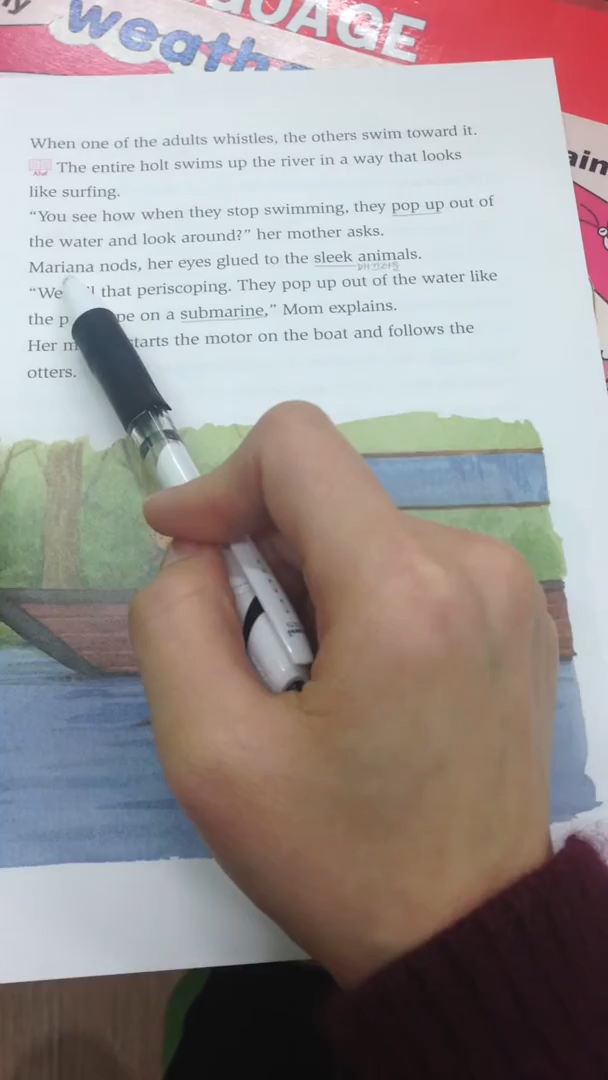 UAGE
weath
ain
When one of the adults whistles, the others swim toward it.
The entire holt swims up the river in a way that looks
like surfing.
“You see how when they stop swimming, they pop up out of
the water and look around?” her mother asks.
Mariana nods, her eyes glued to the sleek animals.
“We that periscoping. They pop up out of the water like
the p pe on a submarine,” Mom explains.
Her m starts the motor on the boat and follows the
otters.